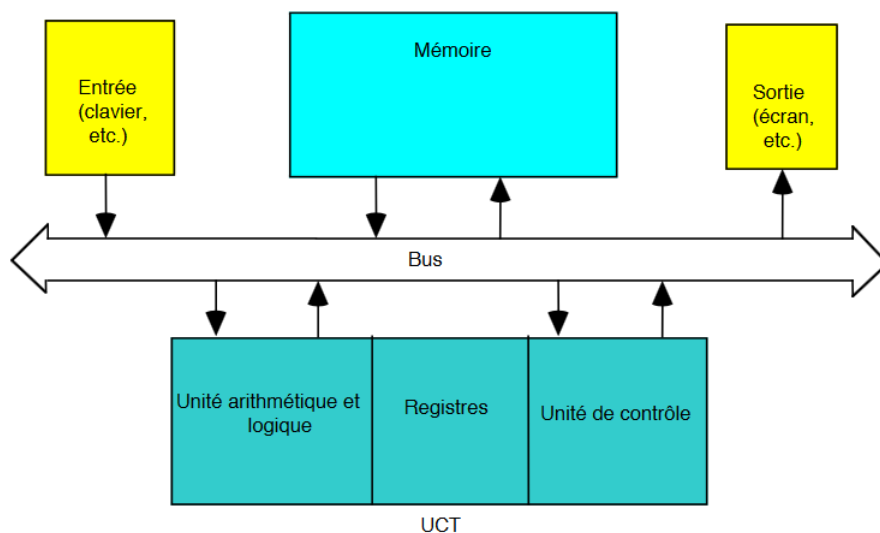 Entrée
(clavier,
etc.)
Mémoire
Sortie
(écran,
etc.)
Bus
Unité arithmétique et
logique
Registres
Unité de contrôle
UCT